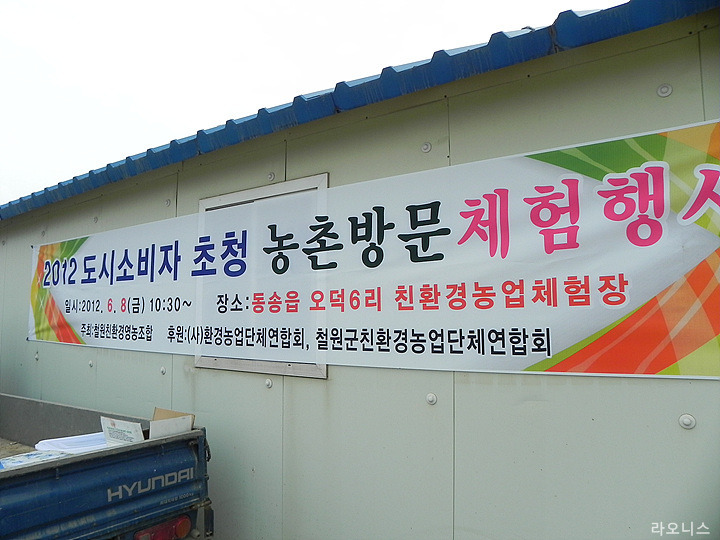 2012 도시소비자 초청 농촌방문체험행사
일시:2012. 6. 8(금) 10:30~ 장소:동송읍 오덕6리 친환경농업체험장
주최:철원친환경영농조합 후원:(사)환경농업단체연합회, 철원군친환경농업단체연합회
HYUNDAI
라오니스